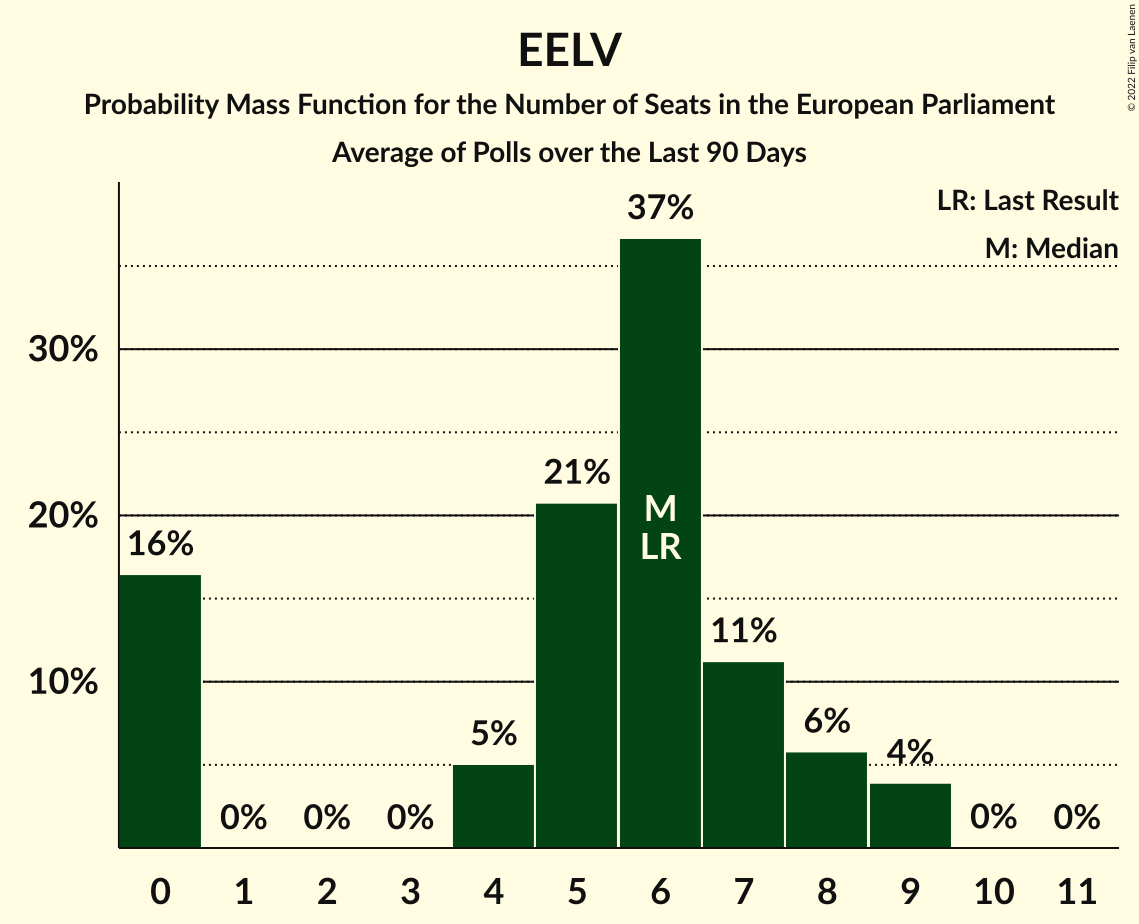 EELV
Probability Mass Function for the Number of Seats in the European Parliament
Average of Polls over the Last 90 Days
© 2022 Filip van Laenen
LR: Last Result
M: Median
30%
20%
10%
16%
0%
0%
0%
5%
21%
37%
M
LR
11%
6%
4%
0%
0%
0 1 2 3 4 5 6 7 8 9 10 11